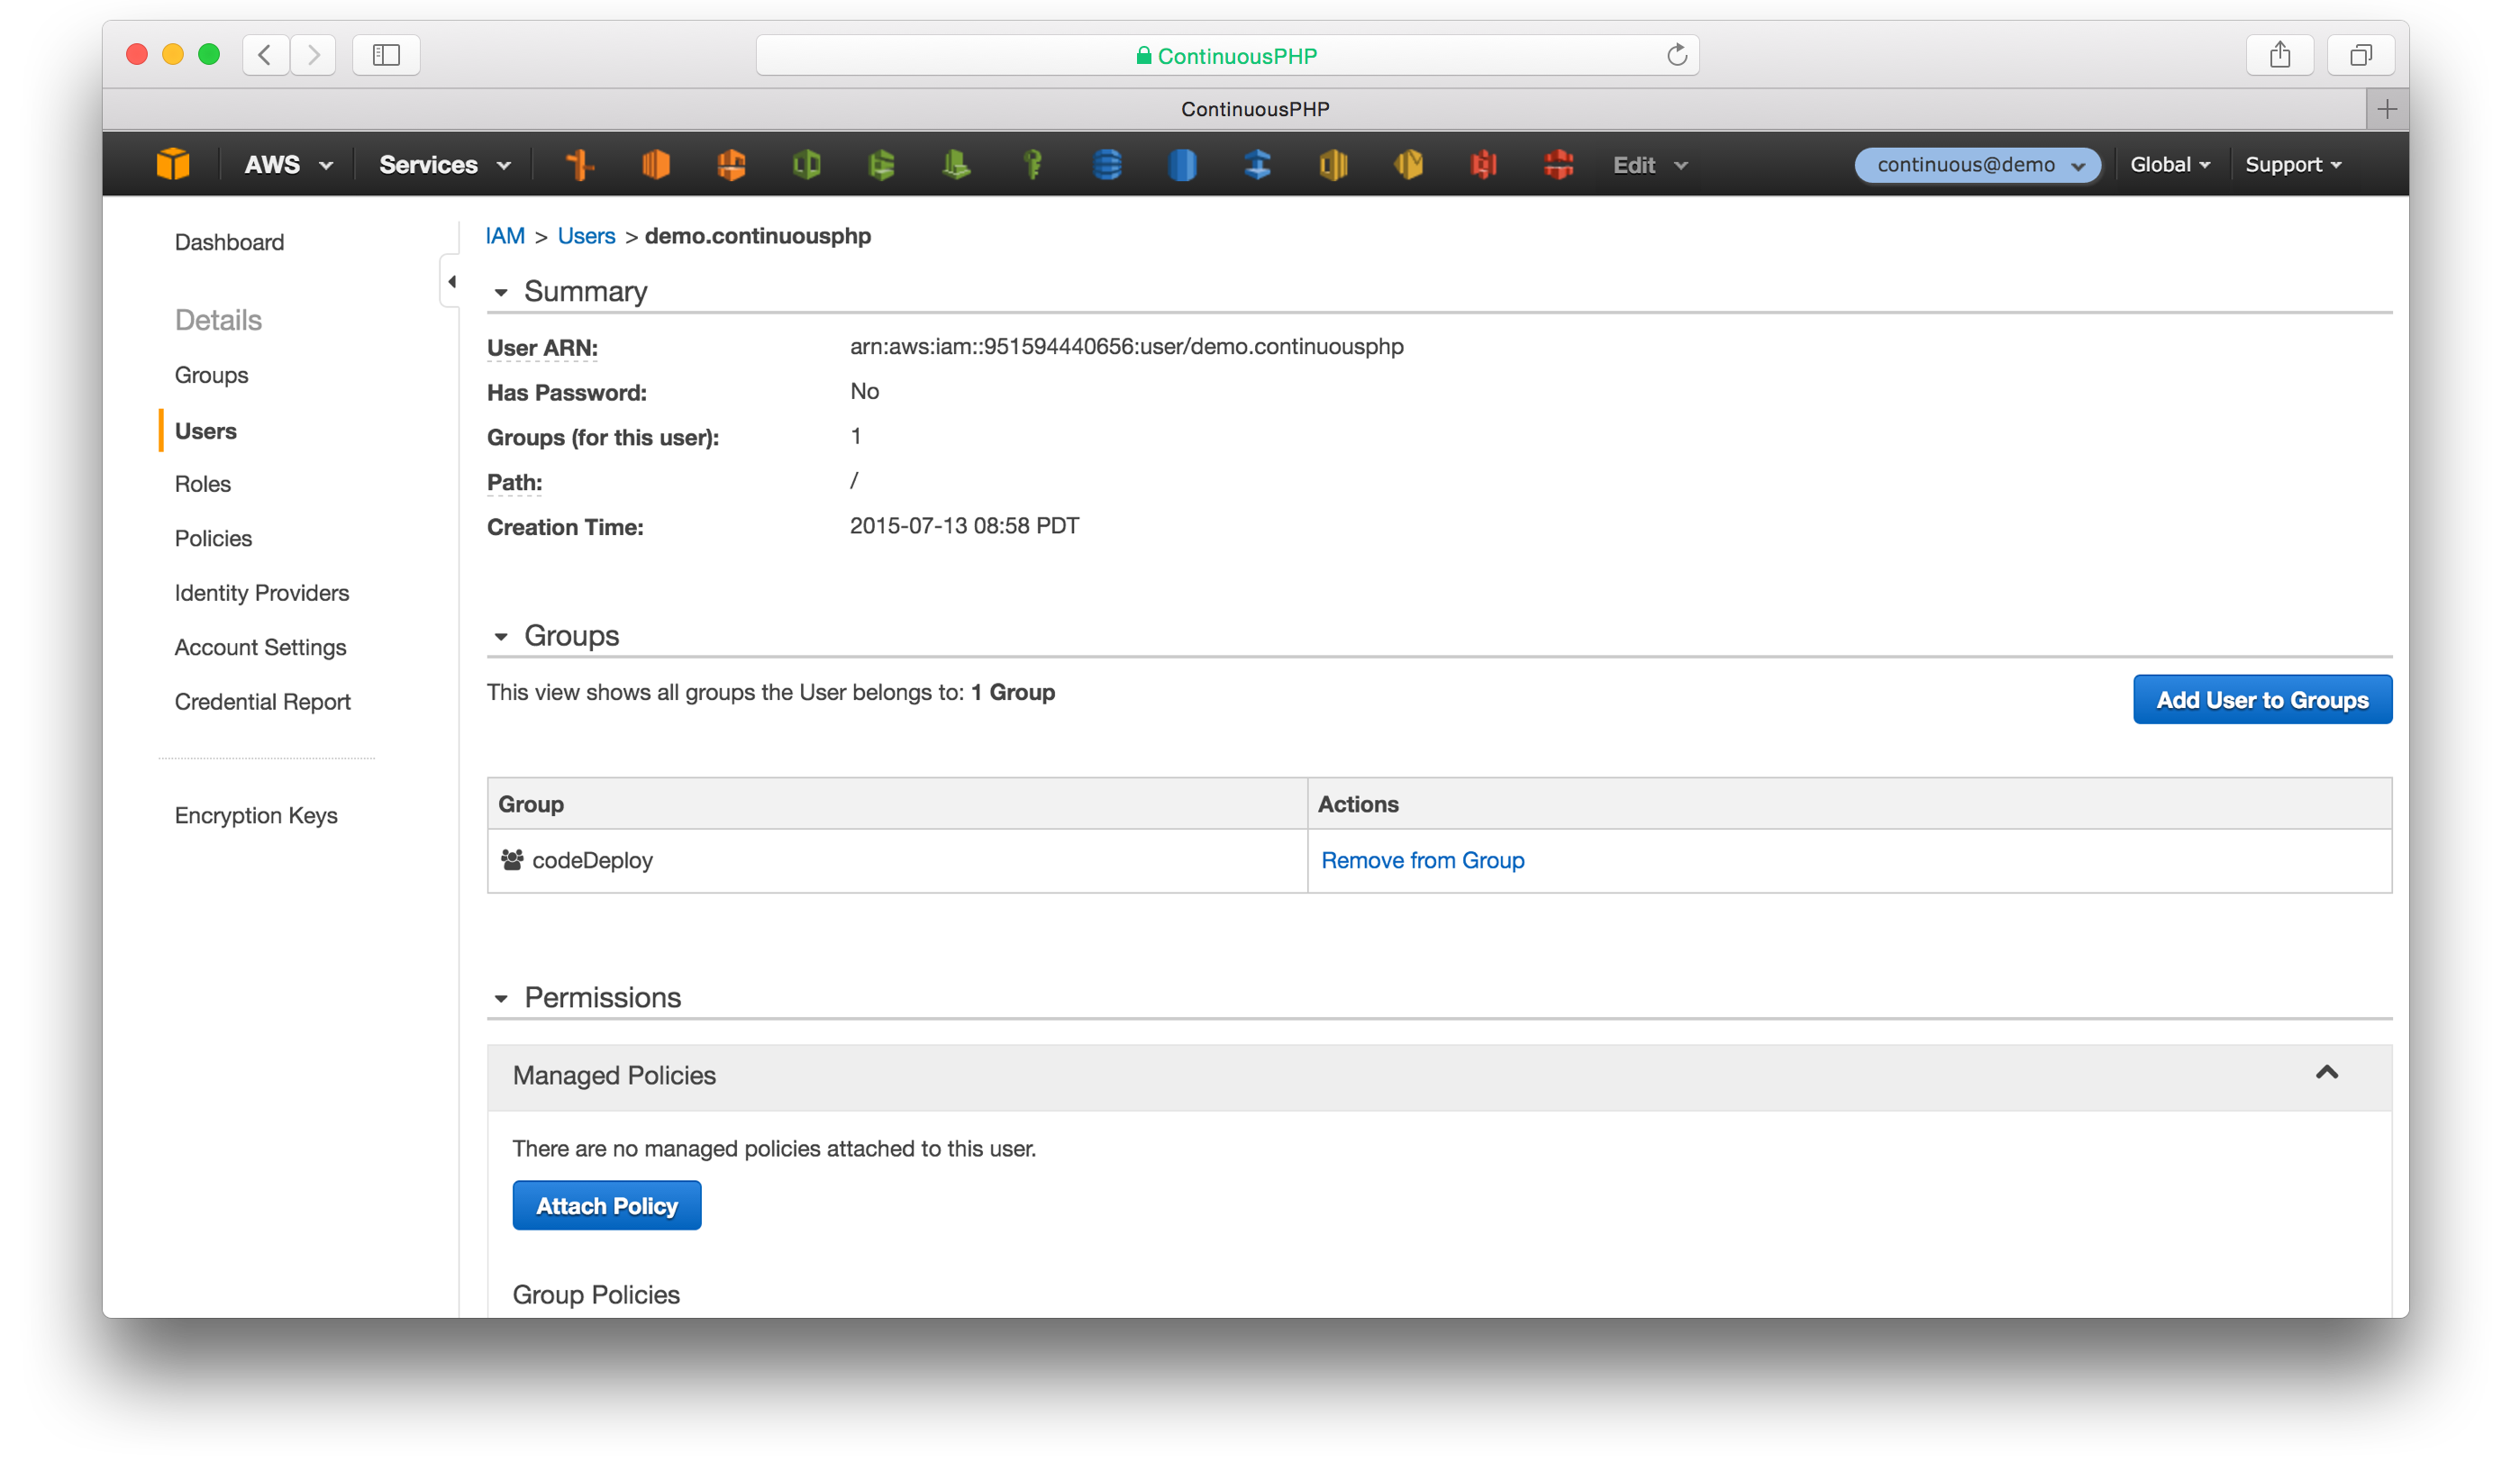 ContinuousPHP
ContinuousPHP
AWS Services Edit continuous@demo Global Support
Dashboard
Details
Groups
Users
Roles
Policies
Identity Providers
Account Settings
Credential Report
Encryption Keys
IAM > Users > demo.continuousphp
Summary
User ARN: arn:aws:iam::951594440656:user/demo.continuousphp
Has Password: No
Groups (for this user): 1
Path: /
Creation Time: 2015-07-13 08:58 PDT
Groups
This view shows all groups the User belongs to: 1 Group
Add User to Groups
Group Actions
codeDeploy Remove from Group
Permissions
Managed Policies
There are no managed policies attached to this user.
Attach Policy
Group Policies